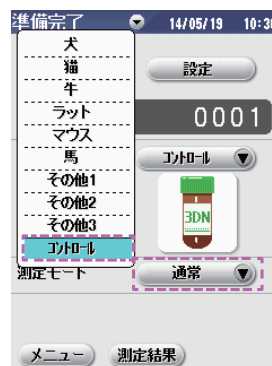 準備完了 14/05/19 10:30
犬
猫
設定
牛
ラット
0001
マウス
馬
コントロール
その他1
その他2
3DN
その他3
コントロール
測定モード 通常
メニュー 測定結果